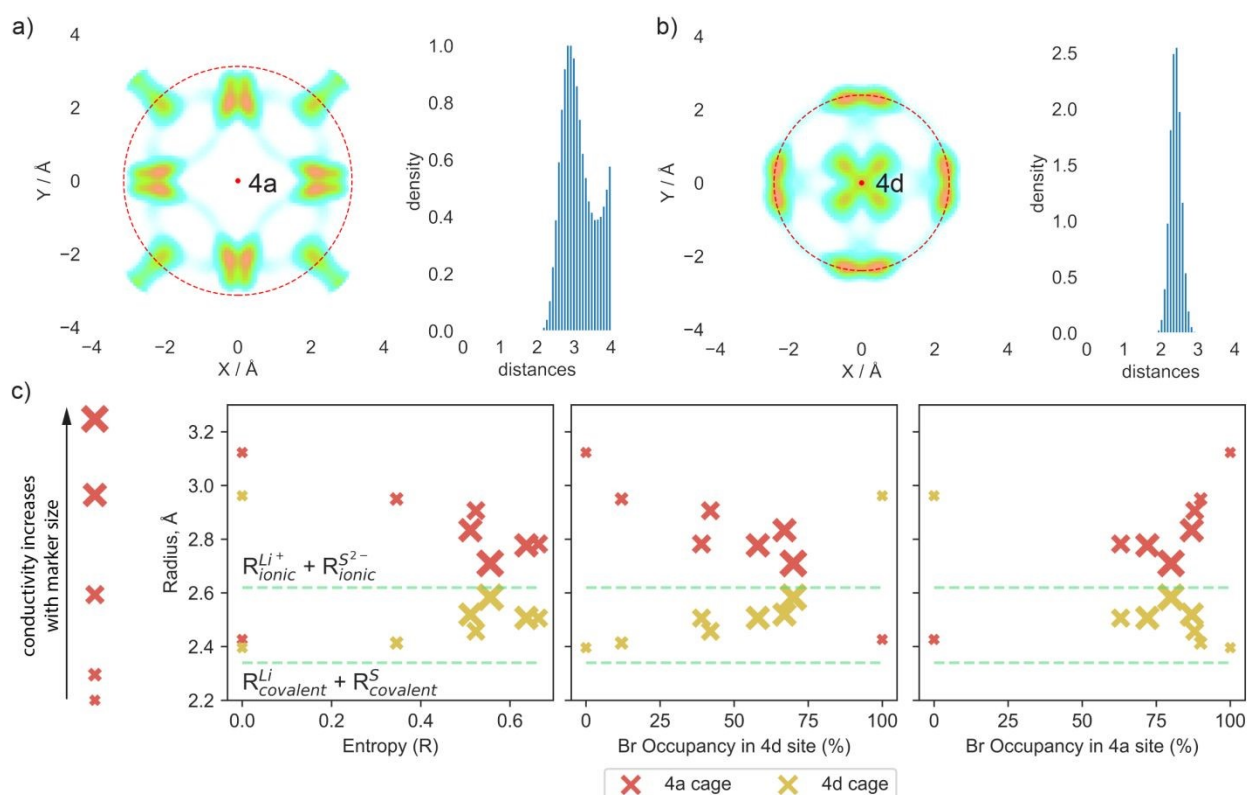 a)
4
2
0
−2
−4
Y / Å
4a
−4
−2
0
2
4
X / Å
1.0
0.8
0.6
0.4
0.2
0.0
density
0
1
2
3
4
distances
b)
4
2
0
−2
−4
Y / Å
4d
−4
−2
0
2
4
X / Å
2.5
2.0
1.5
1.0
0.5
0.0
density
0
1
2
3
4
distances
c)
conductivity increases
with marker size
3.2
3.0
2.8
2.6
2.4
2.2
Radius, Å
R_{ionic}^{Li^+} + R_{ionic}^{S^{2−}}
R_{covalent}^{Li} + R_{covalent}^{S}
0.0
0.2
0.4
0.6
Entropy (R)
0
25
50
75
100
Br Occupancy in 4d site (%)
0
25
50
75
100
Br Occupancy in 4a site (%)
4a cage
4d cage